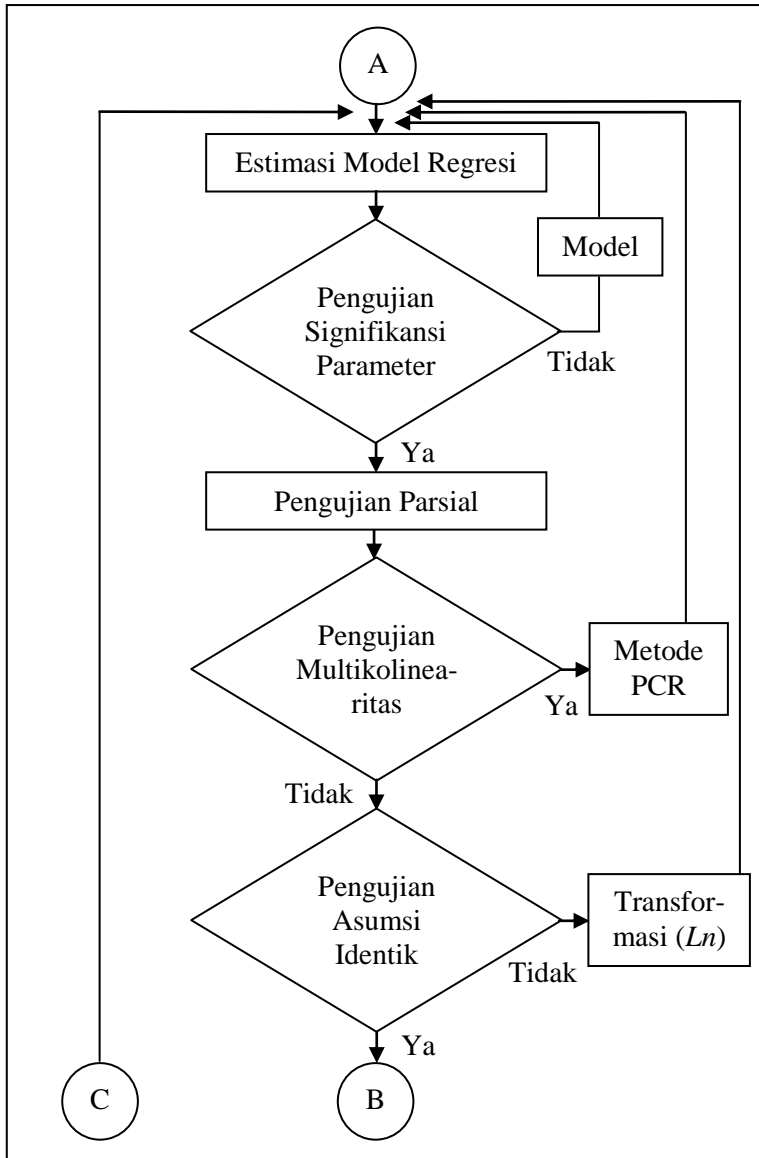 A
Estimasi Model Regresi
Model
Pengujian
Signifikansi
Parameter
Tidak
Ya
Pengujian Parsial
Pengujian
Multikolinea-
ritas
Metode
PCR
Ya
Tidak
Pengujian
Asumsi
Identik
Transfor-
masi (Ln)
Tidak
Ya
C
B